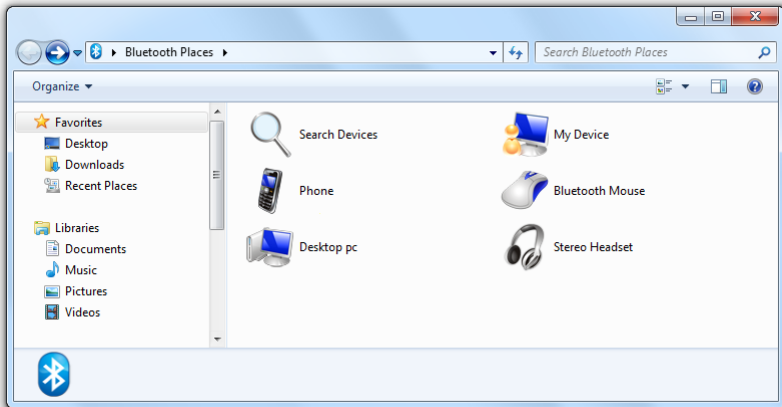 Bluetooth Places
Search Bluetooth Places
Organize
Favorites
Desktop
Downloads
Recent Places
Libraries
Documents
Music
Pictures
Videos
Search Devices
My Device
Phone
Bluetooth Mouse
Desktop pc
Stereo Headset